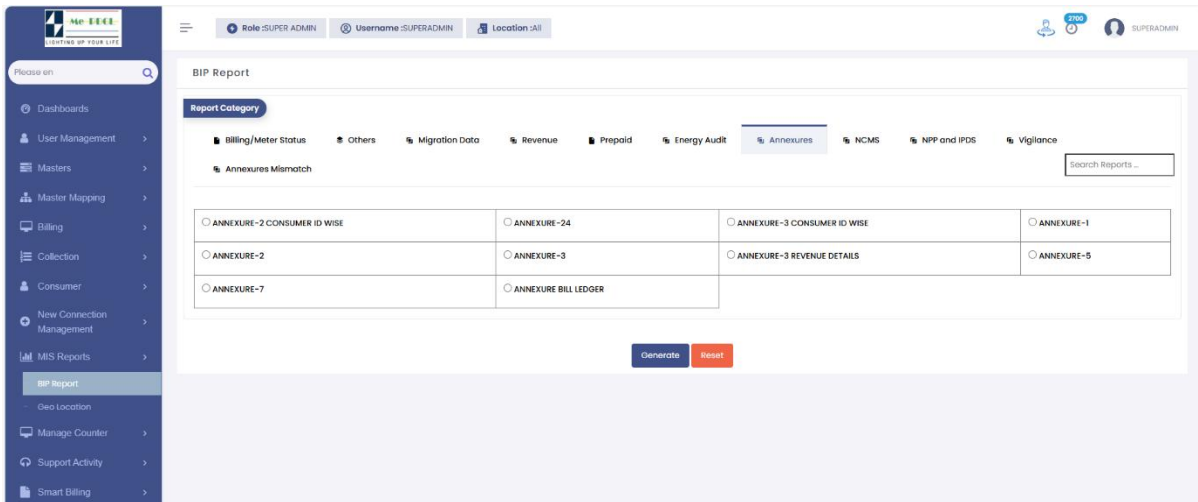 Me-PDCL
LIGHTING UP YOUR LIFE
Role :SUPER ADMIN
Username :SUPERADMIN
Location :All
2700
SUPERADMIN
Please en
Dashboards
User Management
Masters
Master Mapping
Billing
Collection
Consumer
New Connection
Management
MIS Reports
BIP Report
Geo Location
Manage Counter
Support Activity
Smart Billing
BIP Report
Report Category
Billing/Meter Status
Others
Migration Data
Revenue
Prepaid
Energy Audit
Annexures
NCMS
NPP and IPDS
Vigilance
Annexures Mismatch
Search Reports ...
ANNEXURE-2 CONSUMER ID WISE
ANNEXURE-24
ANNEXURE-3 CONSUMER ID WISE
ANNEXURE-1
ANNEXURE-2
ANNEXURE-3
ANNEXURE-3 REVENUE DETAILS
ANNEXURE-5
ANNEXURE-7
ANNEXURE BILL LEDGER
Generate
Reset